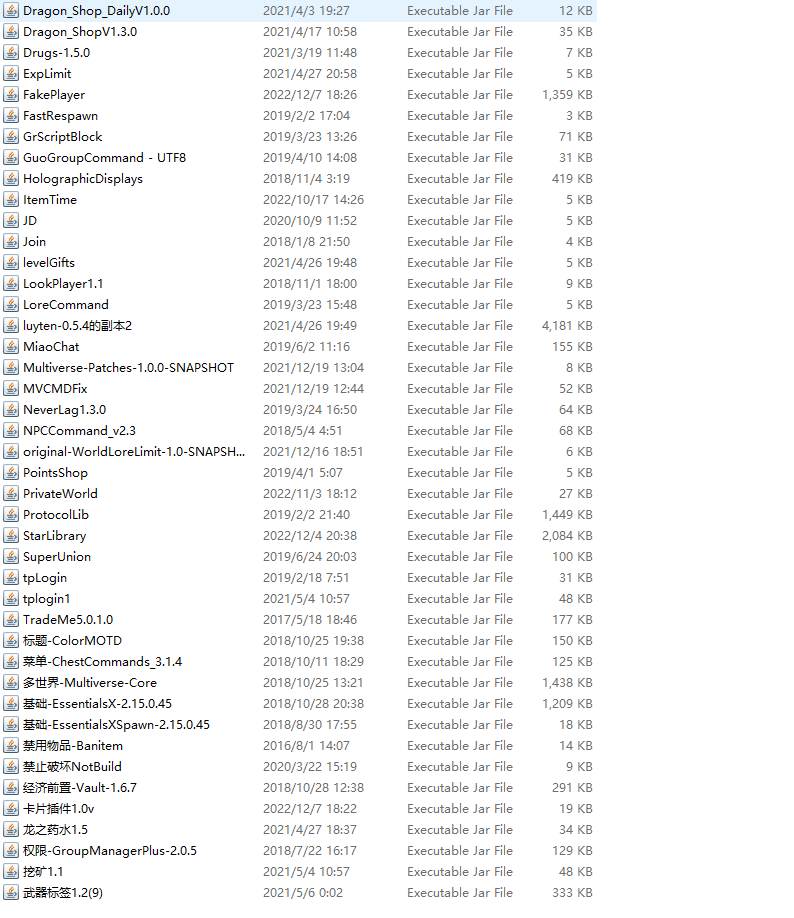 Dragon_Shop_DailyV1.0.0 2021/4/3 19:27 Executable Jar File 12 KB
Dragon_ShopV1.3.0 2021/4/17 10:58 Executable Jar File 35 KB
Drugs-1.5.0 2021/3/19 11:48 Executable Jar File 7 KB
ExpLimit 2021/4/27 20:58 Executable Jar File 5 KB
FakePlayer 2022/12/7 18:26 Executable Jar File 1,359 KB
FastRespawn 2019/2/2 17:04 Executable Jar File 3 KB
GrScriptBlock 2019/3/23 13:26 Executable Jar File 71 KB
GuoGroupCommand - UTF8 2019/4/10 14:08 Executable Jar File 31 KB
HolographicDisplays 2018/11/4 3:19 Executable Jar File 419 KB
ItemTime 2022/10/17 14:26 Executable Jar File 5 KB
JD 2020/10/9 11:52 Executable Jar File 5 KB
Join 2018/1/8 21:50 Executable Jar File 4 KB
levelGifts 2021/4/26 19:48 Executable Jar File 5 KB
LookPlayer1.1 2018/11/1 18:00 Executable Jar File 9 KB
LoreCommand 2019/3/23 15:48 Executable Jar File 5 KB
luyten-0.5.4的副本2 2021/4/26 19:49 Executable Jar File 4,181 KB
MiaoChat 2019/6/2 11:16 Executable Jar File 155 KB
Multiverse-Patches-1.0.0-SNAPSHOT 2021/12/19 13:04 Executable Jar File 8 KB
MVCMDFix 2021/12/19 12:44 Executable Jar File 52 KB
NeverLag1.3.0 2019/3/24 16:50 Executable Jar File 64 KB
NPCCommand_v2.3 2018/5/4 4:51 Executable Jar File 68 KB
original-WorldLoreLimit-1.0-SNAPSH... 2021/12/16 18:51 Executable Jar File 6 KB
PointsShop 2019/4/1 5:07 Executable Jar File 5 KB
PrivateWorld 2022/11/3 18:12 Executable Jar File 27 KB
ProtocolLib 2019/2/2 21:40 Executable Jar File 1,449 KB
StarLibrary 2022/12/4 20:38 Executable Jar File 2,084 KB
SuperUnion 2019/6/24 20:03 Executable Jar File 100 KB
tpLogin 2019/2/18 7:51 Executable Jar File 31 KB
tplogin1 2021/5/4 10:57 Executable Jar File 48 KB
TradeMe5.0.1.0 2017/5/18 18:46 Executable Jar File 177 KB
标题-ColorMOTD 2018/10/25 19:38 Executable Jar File 150 KB
菜单-ChestCommands_3.1.4 2018/10/11 18:29 Executable Jar File 125 KB
多世界-Multiverse-Core 2018/10/25 13:21 Executable Jar File 1,438 KB
基础-EssentialsX-2.15.0.45 2018/10/28 20:38 Executable Jar File 1,209 KB
基础-EssentialsXSpawn-2.15.0.45 2018/8/30 17:55 Executable Jar File 18 KB
禁用物品-Banitem 2016/8/1 14:07 Executable Jar File 14 KB
禁止破坏NotBuild 2020/3/22 15:19 Executable Jar File 9 KB
经济前置-Vault-1.6.7 2018/10/28 12:38 Executable Jar File 291 KB
卡片插件1.0v 2022/12/7 18:22 Executable Jar File 19 KB
龙之药水1.5 2021/4/27 18:37 Executable Jar File 34 KB
权限-GroupManagerPlus-2.0.5 2018/7/22 16:17 Executable Jar File 129 KB
挖矿1.1 2021/5/4 10:57 Executable Jar File 48 KB
武器标签1.2(9) 2021/5/6 0:02 Executable Jar File 333 KB